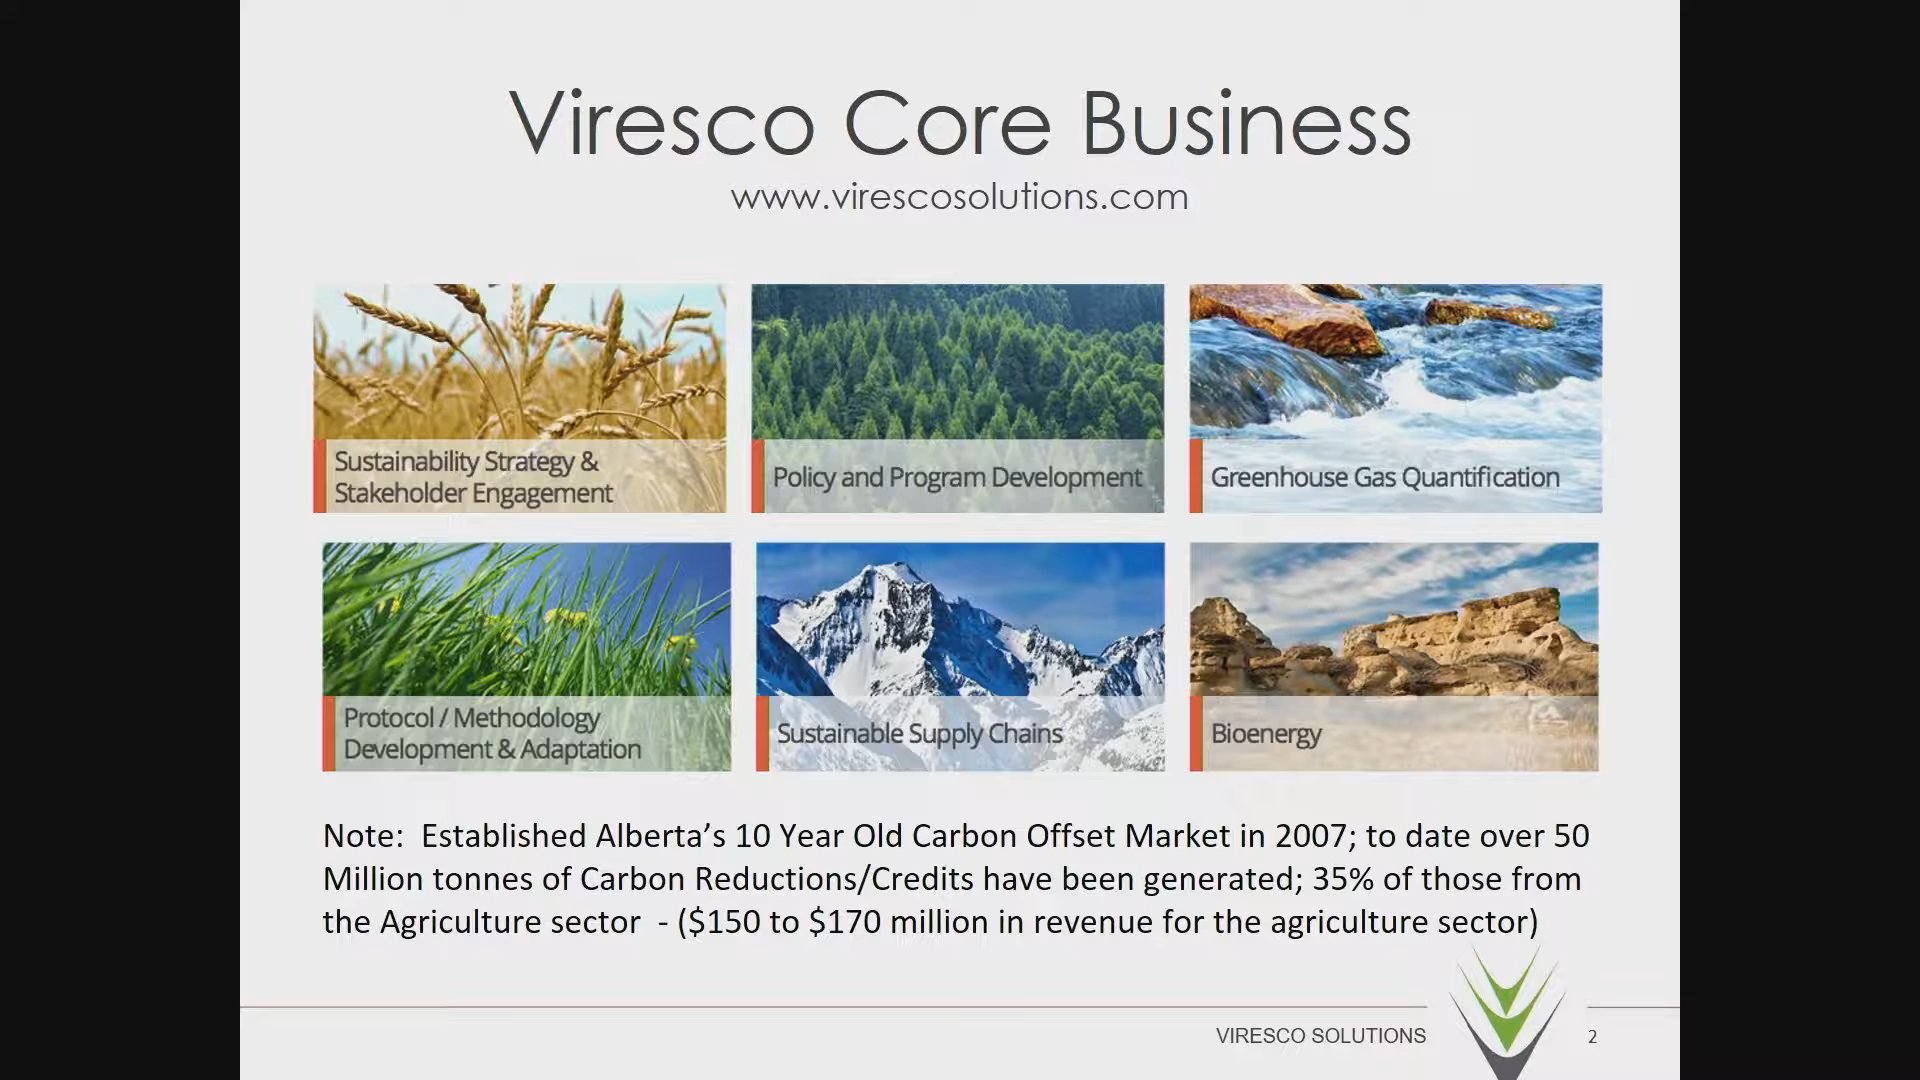 Viresco Core Business
www.virescosolutions.com
Sustainability Strategy &
Stakeholder Engagement
Policy and Program Development
Greenhouse Gas Quantification
Protocol / Methodology
Development & Adaptation
Sustainable Supply Chains
Bioenergy
Note:  Established Alberta’s 10 Year Old Carbon Offset Market in 2007; to date over 50
Million tonnes of Carbon Reductions/Credits have been generated; 35% of those from
the Agriculture sector  - ($150 to $170 million in revenue for the agriculture sector)
VIRESCO SOLUTIONS
2